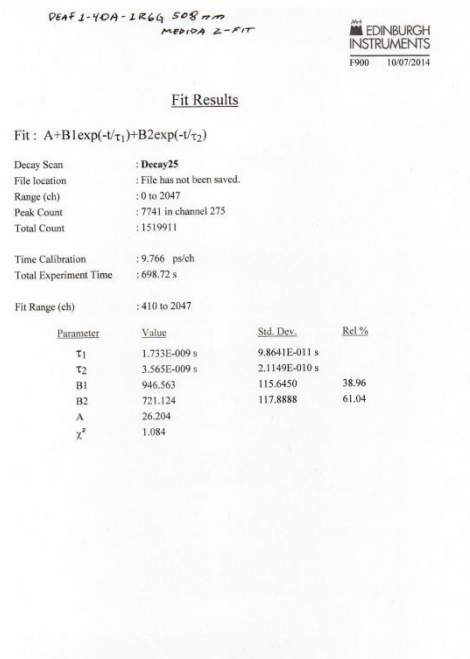 DEAF1-40A-1R6G 508 nm
MEDIDA 2-FIT
EDINBURGH
INSTRUMENTS
F900 10/07/2014
Fit Results
Fit : A+B1exp(-t/τ1)+B2exp(-t/τ2)
Decay Scan : Decay25
File location : File has not been saved.
Range (ch) : 0 to 2047
Peak Count : 7741 in channel 275
Total Count : 1519911
Time Calibration : 9.766 ps/ch
Total Experiment Time : 698.72 s
Fit Range (ch) : 410 to 2047
Parameter Value Std. Dev. Rel %
τ1 1.733E-009 s 9.8641E-011 s
τ2 3.565E-009 s 2.1149E-010 s
B1 946.563 115.6450 38.96
B2 721.124 117.8888 61.04
A 26.204
χ² 1.084